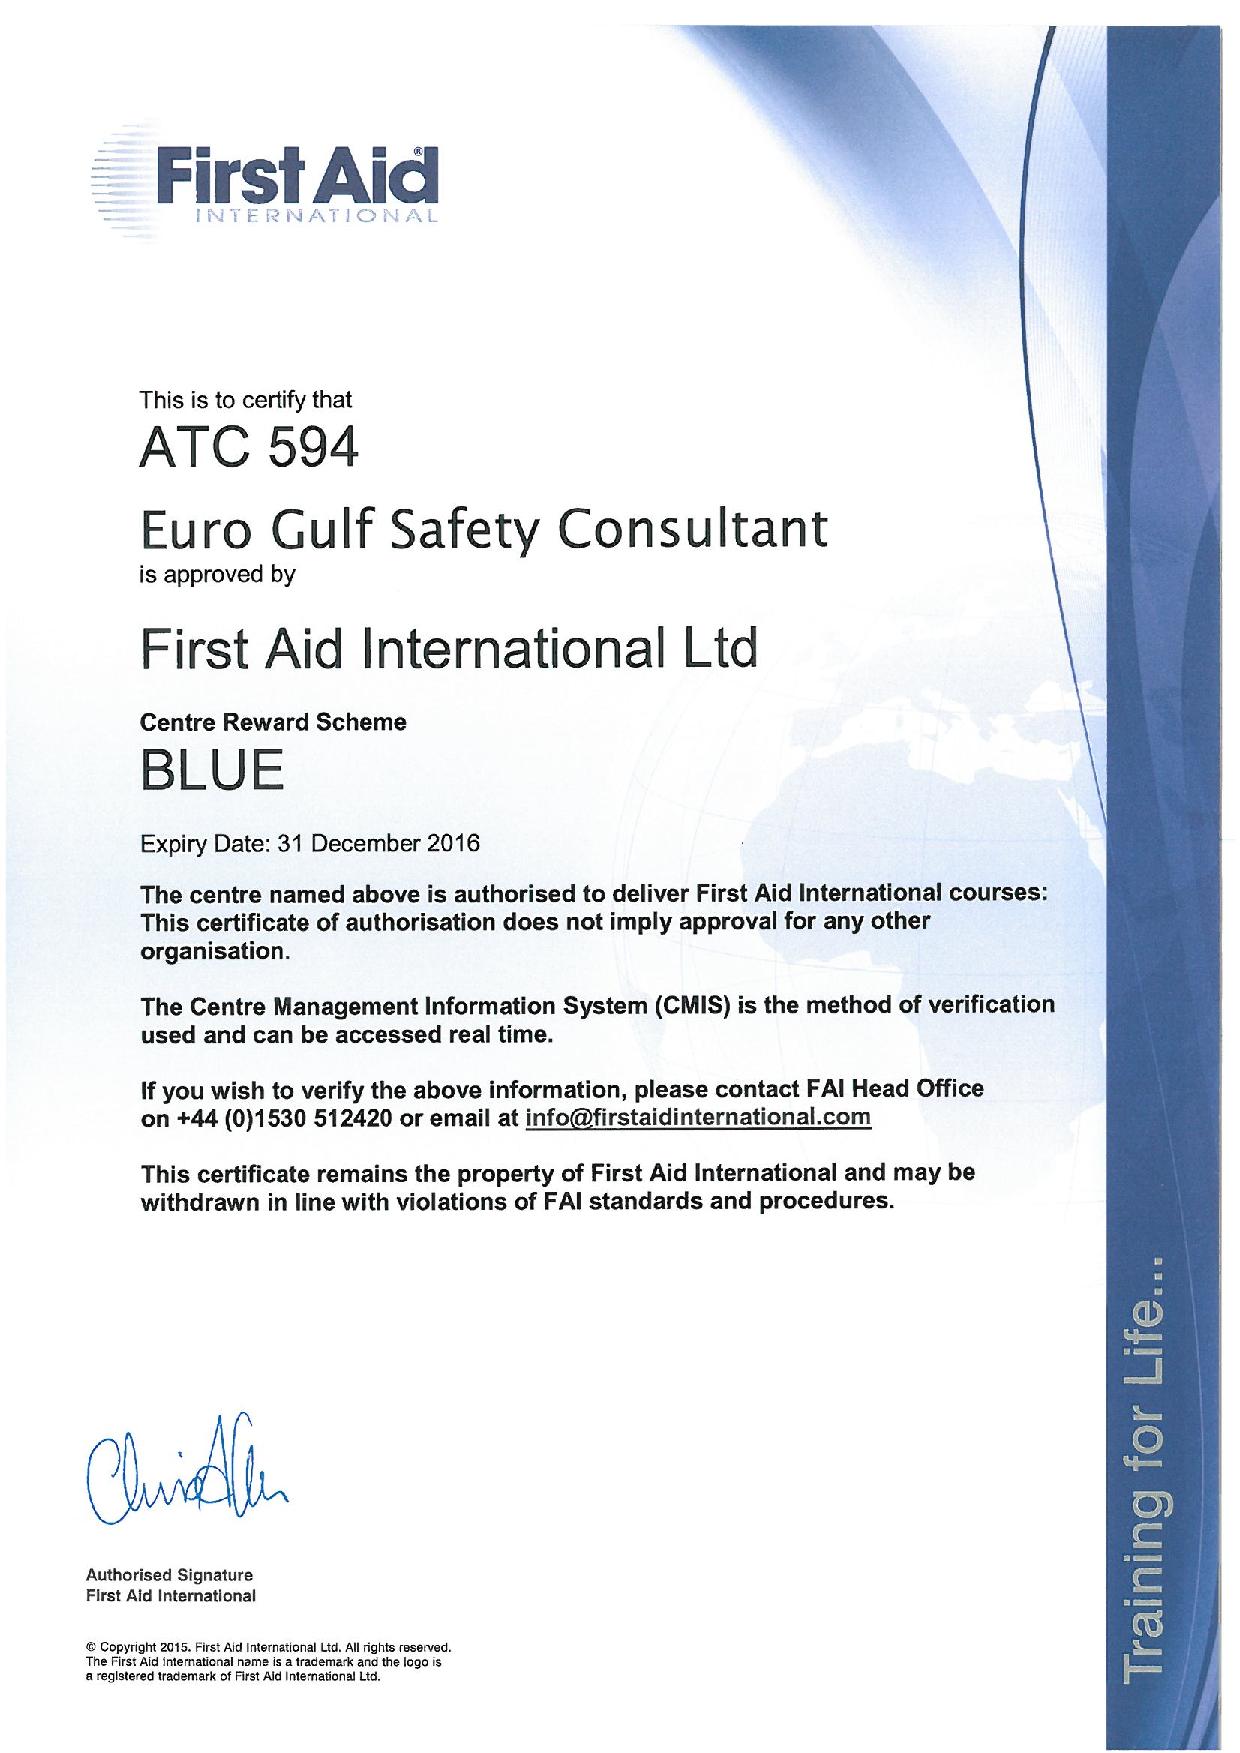 First Aid®
INTERNATIONAL
This is to certify that
ATC 594
Euro Gulf Safety Consultant
is approved by
First Aid International Ltd
Centre Reward Scheme
BLUE
Expiry Date: 31 December 2016
The centre named above is authorised to deliver First Aid International courses:
This certificate of authorisation does not imply approval for any other
organisation.
The Centre Management Information System (CMIS) is the method of verification
used and can be accessed real time.
If you wish to verify the above information, please contact FAI Head Office
on +44 (0)1530 512420 or email at info@firstaidinternational.com
This certificate remains the property of First Aid International and may be
withdrawn in line with violations of FAI standards and procedures.
Authorised Signature
First Aid International
© Copyright 2015. First Aid International Ltd. All rights reserved.
The First Aid International name is a trademark and the logo is
a registered trademark of First Aid International Ltd.
Training for Life...